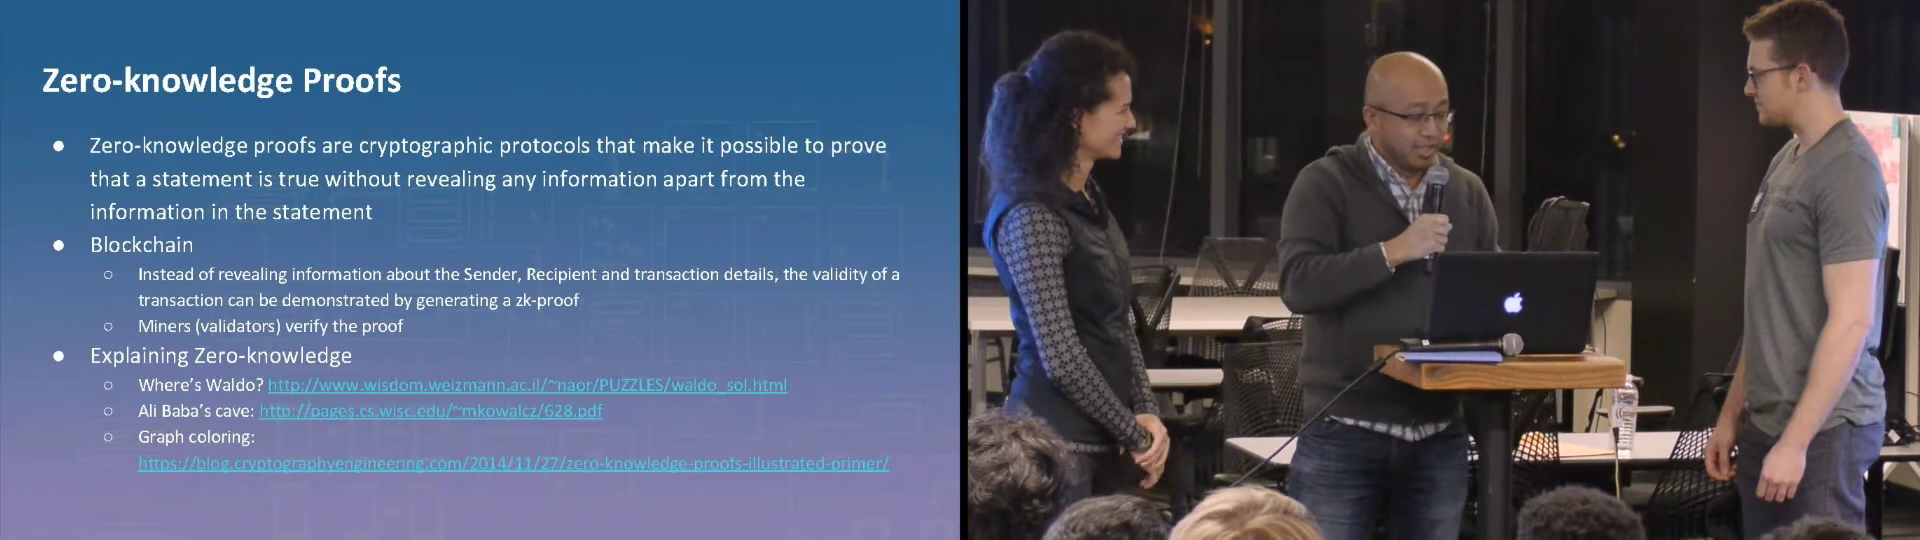 Zero-knowledge Proofs
● Zero-knowledge proofs are cryptographic protocols that make it possible to prove
that a statement is true without revealing any information apart from the
information in the statement
● Blockchain
○ Instead of revealing information about the Sender, Recipient and transaction details, the validity of a
transaction can be demonstrated by generating a zk-proof
○ Miners (validators) verify the proof
● Explaining Zero-knowledge
○ Where's Waldo? http://www.wisdom.weizmann.ac.il/~naor/PUZZLES/waldo_sol.html
○ Ali Baba's cave: http://pages.cs.wisc.edu/~mkowalcz/628.pdf
○ Graph coloring:
https://blog.cryptographyengineering.com/2014/11/27/zero-knowledge-proofs-illustrated-primer/